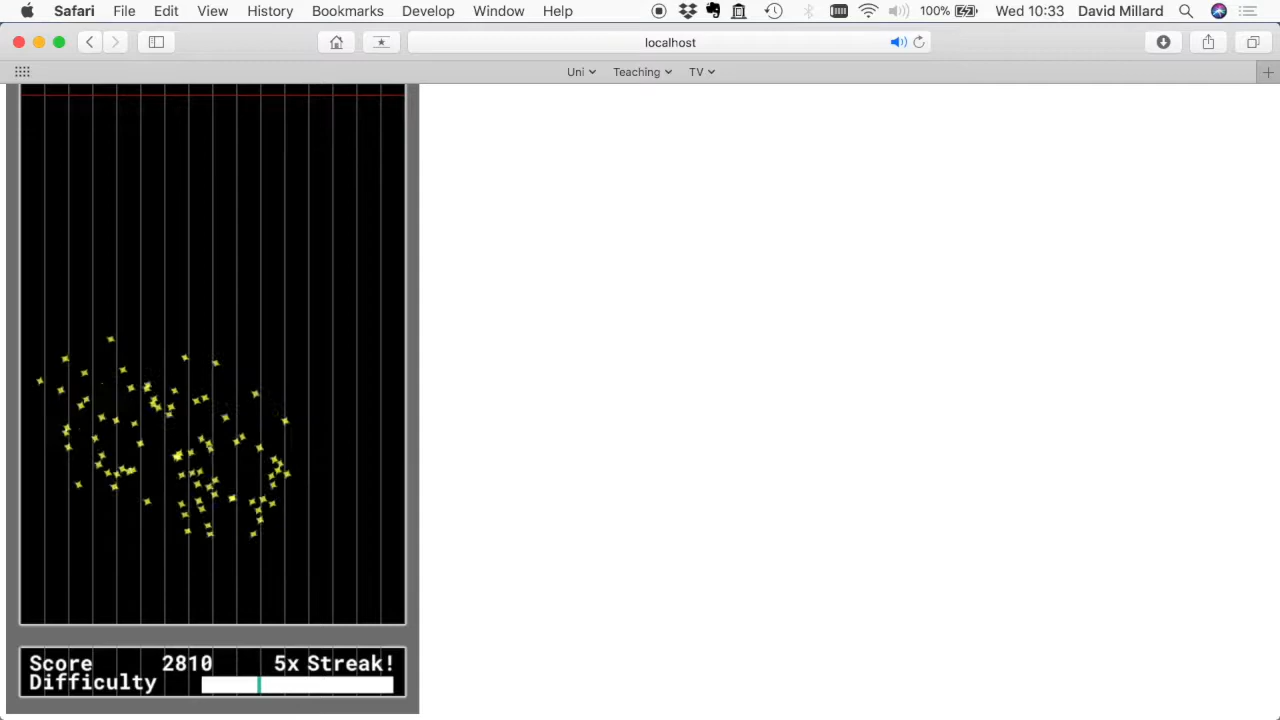 Safari File Edit View History Bookmarks Develop Window Help 100% Wed 10:33 David Millard
localhost
Uni Teaching TV
Score 2810 5x Streak!
Difficulty